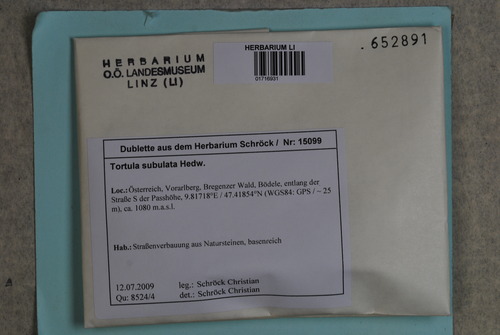 HERBARIUM
O.Ö. LANDESMUSEUM
LINZ (LI)
HERBARIUM LI
01716931
.652891
Dublette aus dem Herbarium Schröck / Nr: 15099
Tortula subulata Hedw.
Loc.: Österreich, Vorarlberg, Bregenzer Wald, Bödele, entlang der
Straße S der Passhöhe, 9.81718°E / 47.41854°N (WGS84: GPS / ~ 25
m), ca. 1080 m.a.s.l.
Hab.: Straßenverbauung aus Natursteinen, basenreich
12.07.2009 leg.: Schröck Christian
Qu: 8524/4 det.: Schröck Christian